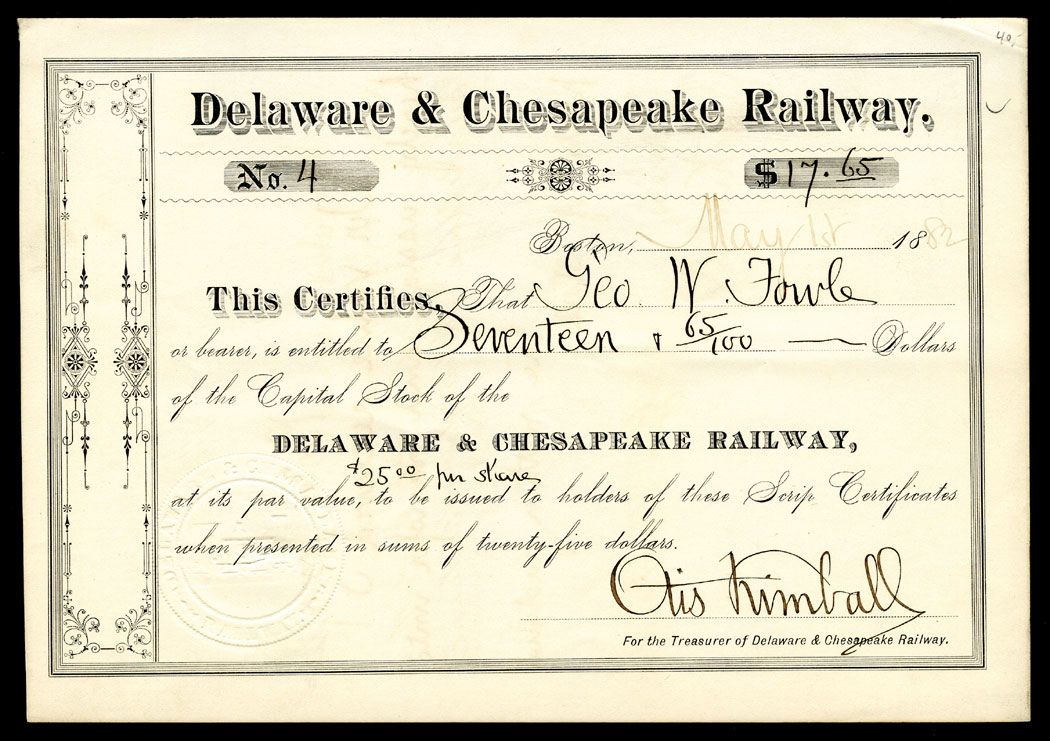 40.
Delaware & Chesapeake Railway.
No. 4 $17.65
Boston, May 1st 1882
This Certifies, That Geo. W. Fowle
or bearer, is entitled to Seventeen & 65/100 Dollars
of the Capital Stock of the
DELAWARE & CHESAPEAKE RAILWAY,
$25.00 per share
at its par value, to be issued to holders of these Scrip Certificates
when presented in sums of twenty-five dollars.
Otis Kimball
For the Treasurer of Delaware & Chesapeake Railway.